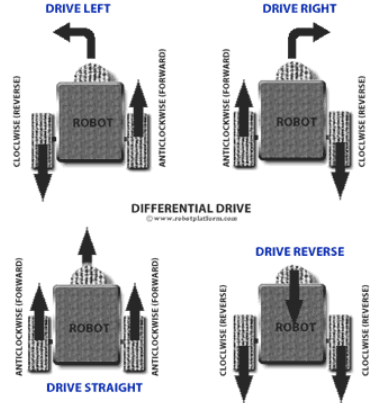 DRIVE LEFT
CLOCLWISE (REVERSE)
ROBOT
ANTICLOCKWISE (FORWARD)
DRIVE RIGHT
ANTICLOCKWISE (FORWARD)
ROBOT
CLOCLWISE (REVERSE)
DIFFERENTIAL DRIVE
© www.robotplatform.com
ANTICLOCKWISE (FORWARD)
ROBOT
ANTICLOCKWISE (FORWARD)
DRIVE STRAIGHT
DRIVE REVERSE
CLOCLWISE (REVERSE)
ROBOT
CLOCLWISE (REVERSE)